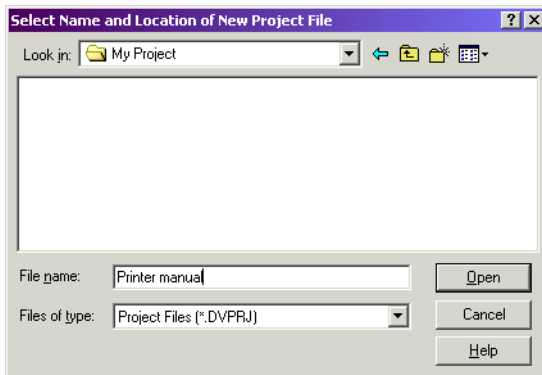 Select Name and Location of New Project File
Look in: My Project
File name: Printer manual Open
Files of type: Project Files (*.DVPRJ) Cancel
Help